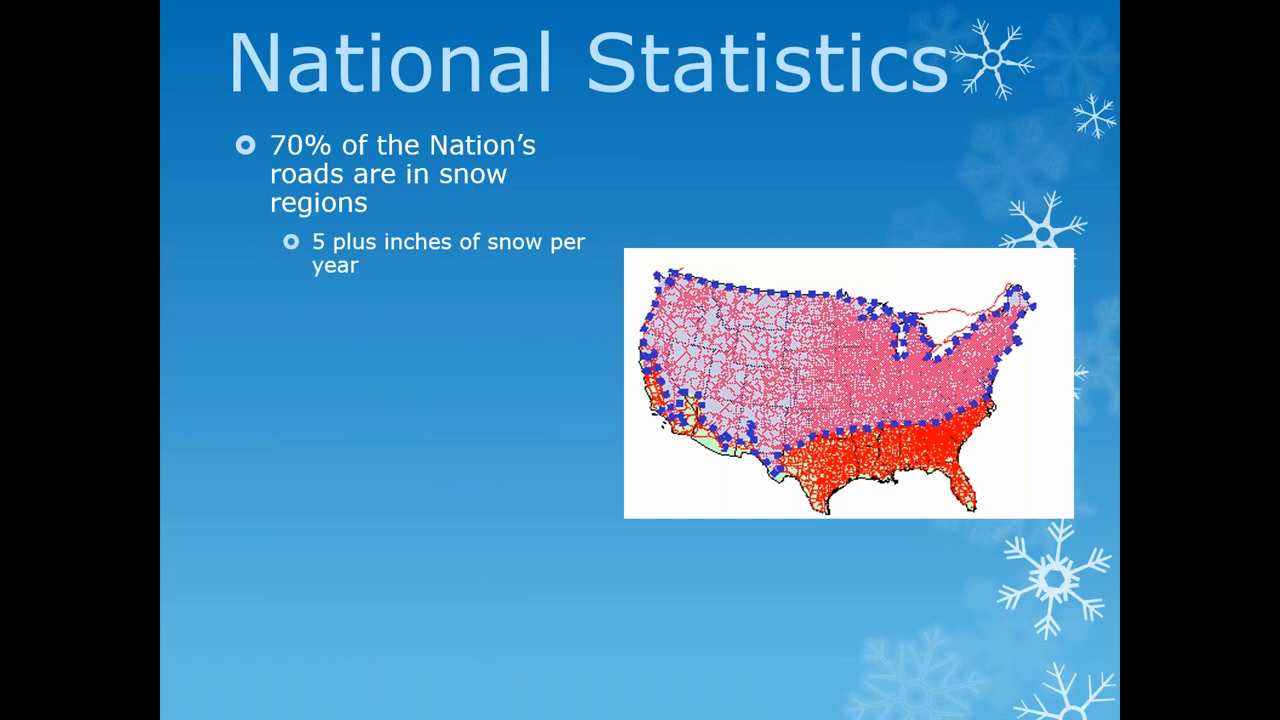 National Statistics
70% of the Nation’s
roads are in snow
regions
5 plus inches of snow per
year